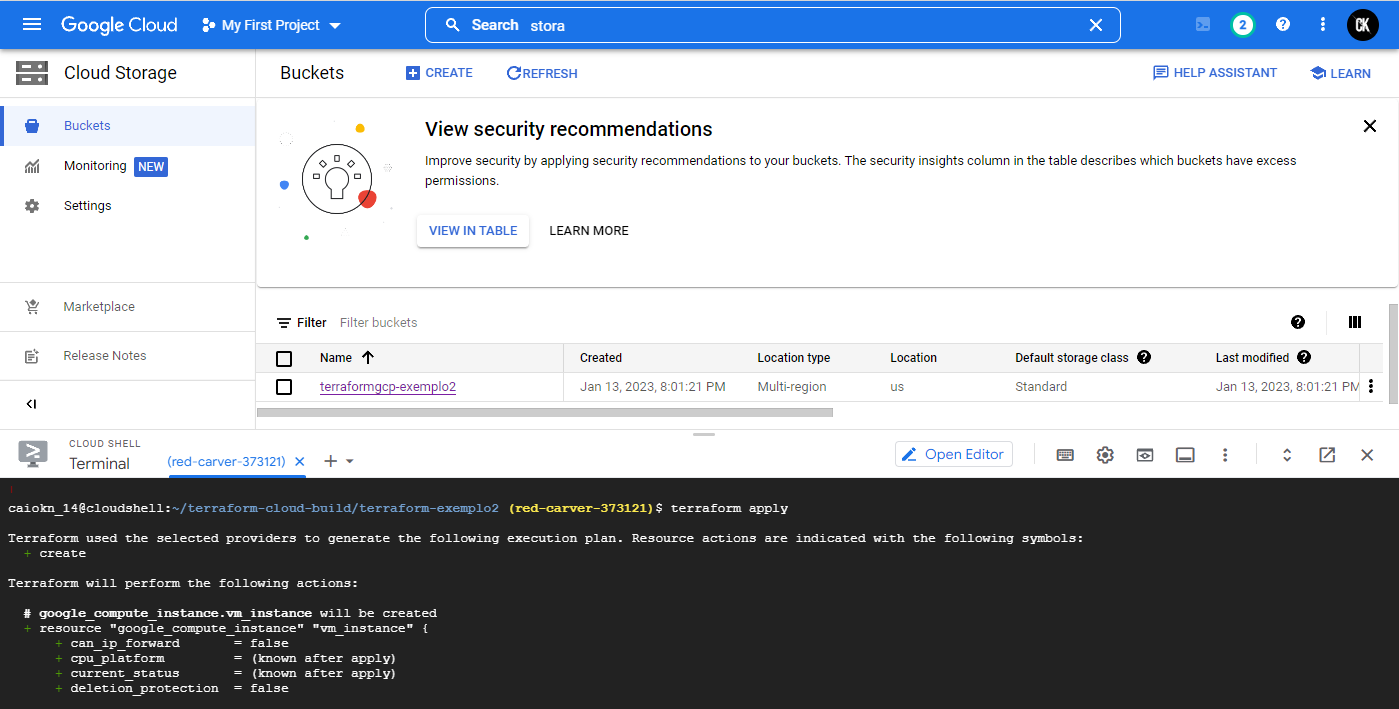 Google Cloud My First Project Search stora 2 CK
Cloud Storage Buckets CREATE REFRESH HELP ASSISTANT LEARN
Buckets
Monitoring NEW
Settings
Marketplace
Release Notes
View security recommendations
Improve security by applying security recommendations to your buckets. The security insights column in the table describes which buckets have excess
permissions.
VIEW IN TABLE LEARN MORE
Filter Filter buckets
Name Created Location type Location Default storage class Last modified
terraformgcp-exemplo2 Jan 13, 2023, 8:01:21 PM Multi-region us Standard Jan 13, 2023, 8:01:21 PM
CLOUD SHELL
Terminal (red-carver-373121) Open Editor
caiokn_14@cloudshell:~/terraform-cloud-build/terraform-exemplo2 (red-carver-373121)$ terraform apply
Terraform used the selected providers to generate the following execution plan. Resource actions are indicated with the following symbols:
+ create
Terraform will perform the following actions:
# google_compute_instance.vm_instance will be created
+ resource "google_compute_instance" "vm_instance" {
+ can_ip_forward = false
+ cpu_platform = (known after apply)
+ current_status = (known after apply)
+ deletion_protection = false